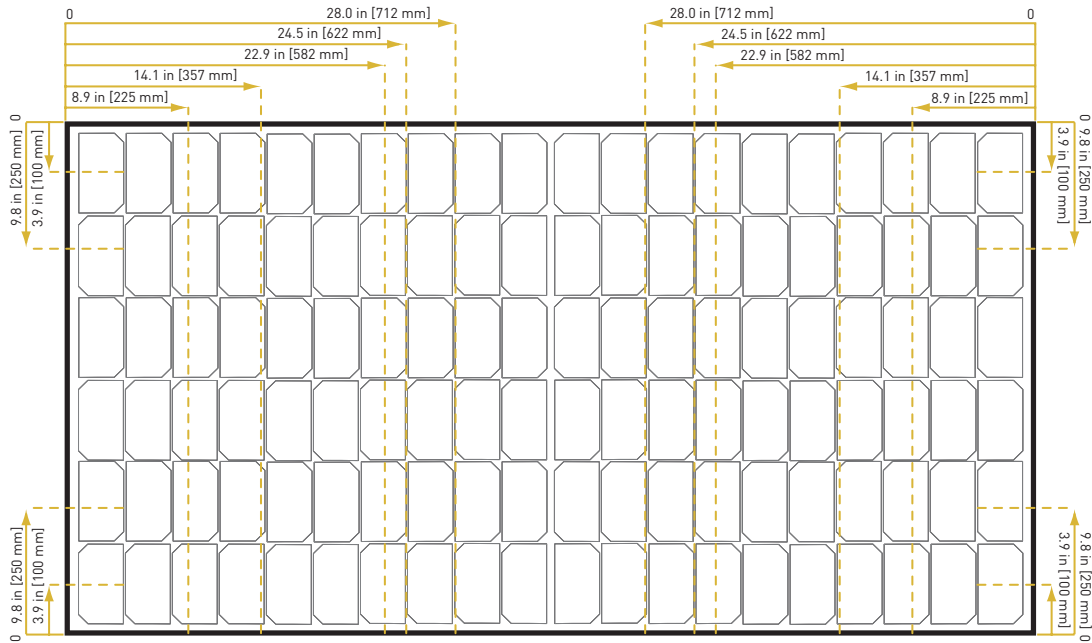 0
28.0 in [712 mm]
28.0 in [712 mm]
0
24.5 in [622 mm]
24.5 in [622 mm]
22.9 in [582 mm]
22.9 in [582 mm]
14.1 in [357 mm]
14.1 in [357 mm]
8.9 in [225 mm]
8.9 in [225 mm]
0
9.8 in [250 mm]
3.9 in [100 mm]
0
9.8 in [250 mm]
3.9 in [100 mm]
9.8 in [250 mm]
3.9 in [100 mm]
0
9.8 in [250 mm]
3.9 in [100 mm]
0